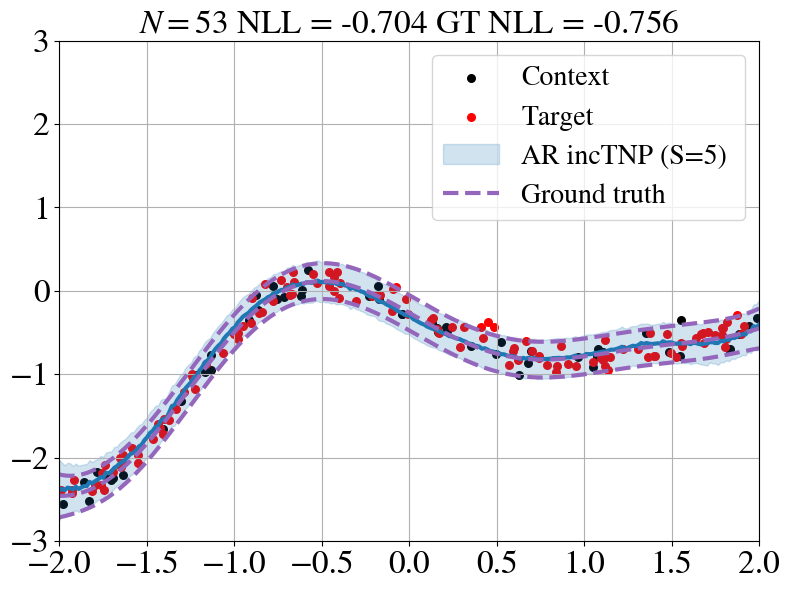 N = 53 NLL = -0.704 GT NLL = -0.756
Context
Target
AR incTNP (S=5)
Ground truth
3
2
1
0
−1
−2
−3
−2.0 −1.5 −1.0 −0.5 0.0 0.5 1.0 1.5 2.0